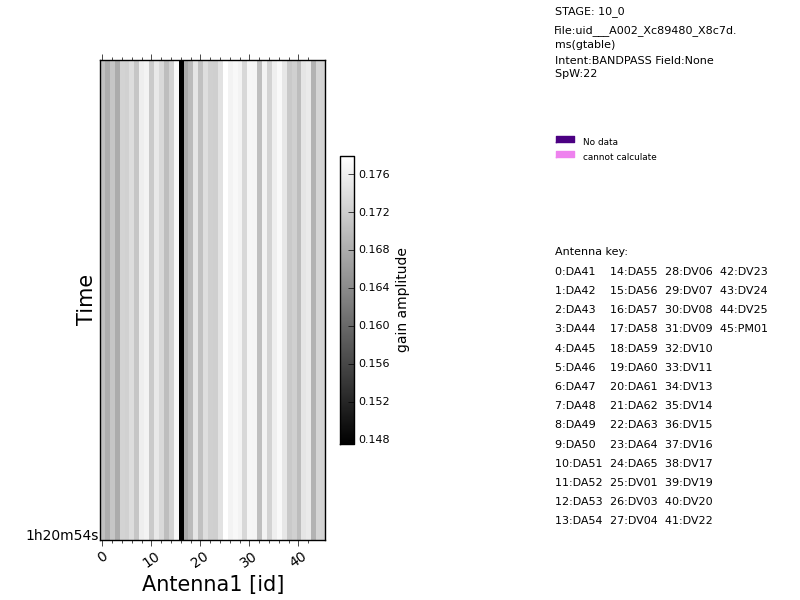 STAGE: 10_0
File:uid___A002_Xc89480_X8c7d.
ms(gtable)
Intent:BANDPASS Field:None
SpW:22
No data
cannot calculate
0.176
0.172
0.168
0.164
0.160
0.156
0.152
0.148
gain amplitude
Time
1h20m54s
0 10 20 30 40
Antenna1 [id]
Antenna key:
0:DA41 14:DA55 28:DV06 42:DV23
1:DA42 15:DA56 29:DV07 43:DV24
2:DA43 16:DA57 30:DV08 44:DV25
3:DA44 17:DA58 31:DV09 45:PM01
4:DA45 18:DA59 32:DV10
5:DA46 19:DA60 33:DV11
6:DA47 20:DA61 34:DV13
7:DA48 21:DA62 35:DV14
8:DA49 22:DA63 36:DV15
9:DA50 23:DA64 37:DV16
10:DA51 24:DA65 38:DV17
11:DA52 25:DV01 39:DV19
12:DA53 26:DV03 40:DV20
13:DA54 27:DV04 41:DV22